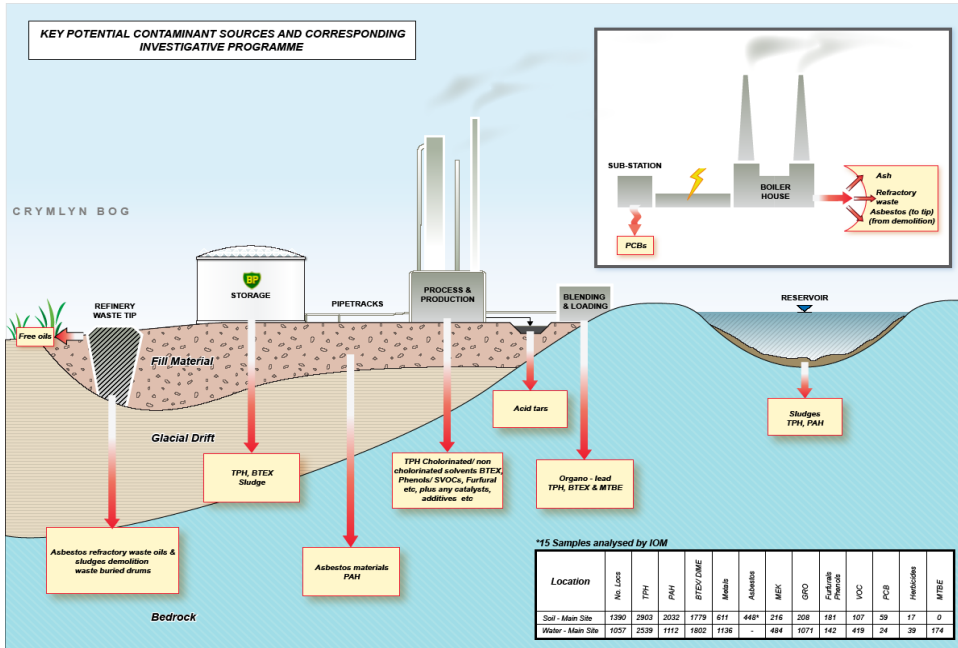 KEY POTENTIAL CONTAMINANT SOURCES AND CORRESPONDING
INVESTIGATIVE PROGRAMME
SUB-STATION
BOILER
HOUSE
Ash
Refractory
waste
Asbestos (to tip)
(from demolition)
PCBs
CRYMLYN BOG
BP
STORAGE
PROCESS &
PRODUCTION
PIPETRACKS
BLENDING
& LOADING
RESERVOIR
REFINERY
WASTE TIP
Free oils
Fill Material
Glacial Drift
Bedrock
Acid tars
Sludges
TPH, PAH
TPH, BTEX
Sludge
TPH Cholorinated/ non
cholorinated solvents BTEX,
Phenols/ SVOCs, Furfural
etc, plus any catalysts,
additives etc
Organo - lead
TPH, BTEX & MTBE
Asbestos refractory waste oils &
sludges demolition
waste buried drums
Asbestos materials
PAH
*15 Samples analysed by IOM
Location No. Locs TPH PAH BTEX/ DIME Metals Asbestos MEK GRO Furfurals Phenols VOC PCB Herbicides MTBE
Soil - Main Site 1390 2903 2032 1779 611 448* 216 208 181 107 59 17 0
Water - Main Site 1057 2539 1112 1802 1136 - 484 1071 142 419 24 39 174